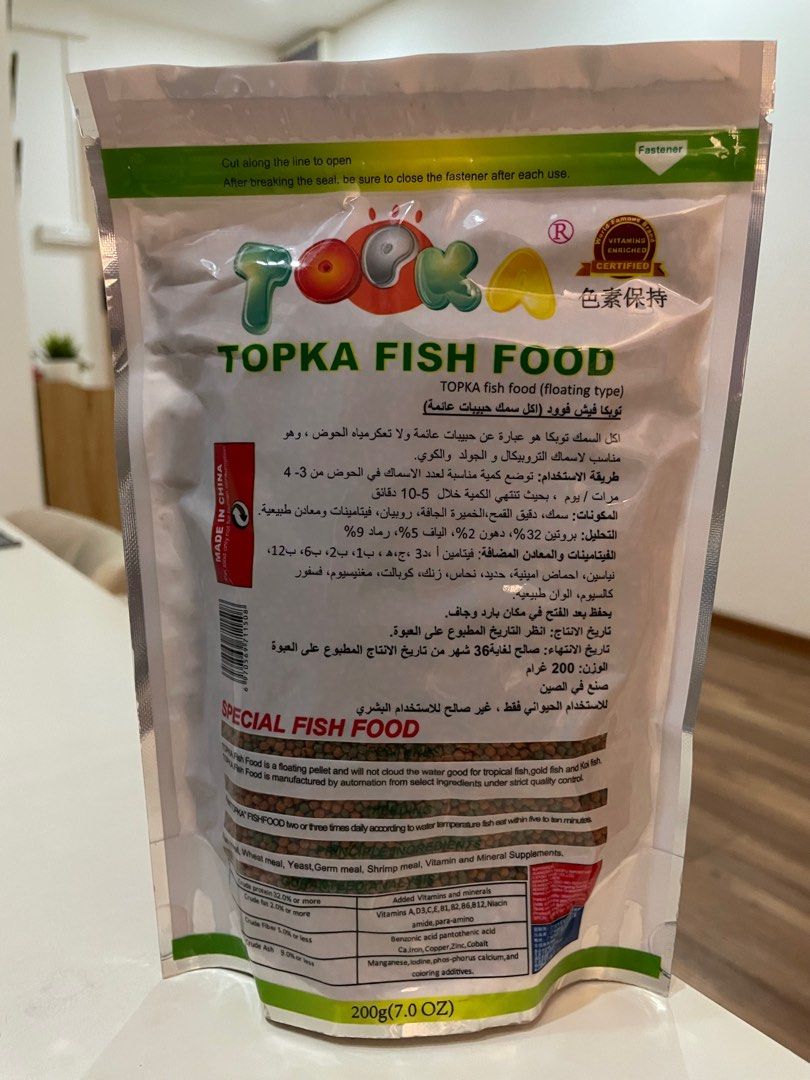 Cut along the line to open
After breaking the seal, be sure to close the fastener after each use.
Fastener
TOPKA®
World Famous Brand
VITAMINS
ENRICHED
CERTIFIED
色素保持
TOPKA FISH FOOD
TOPKA fish food (floating type)
توبكا فيش فوود (اكل سمك حبيبات عائمة)
اكل السمك توبكا هو عبارة عن حبيبات عائمة ولا تعكرمياه الحوض ، وهو
مناسب لاسماك التروبيكال و الجولد والكوي.
طريقة الاستخدام: توضع كمية مناسبة لعدد الاسماك في الحوض من 3- 4
مرات / يوم ، بحيث تنتهي الكمية خلال 5-10 دقائق
المكونات: سمك، دقيق القمح،الخميرة الجافة، روبيان، فيتامينات ومعادن طبيعية.
التحليل: بروتين 32%، دهون 2%، الياف 5%، رماد 9%
الفيتامينات والمعادن المضافة: فيتامين أ ،د3 ،ج،ه ، ب1، ب2، ب6، ب12،
نياسين، احماض امينية، حديد، نحاس، زنك، كوبالت، مغنيسيوم، فسفور
كالسيوم، الوان طبيعية.
يحفظ بعد الفتح في مكان بارد وجاف.
تاريخ الانتاج: انظر التاريخ المطبوع على العبوة.
تاريخ الانتهاء: صالح لغاية36 شهر من تاريخ الانتاج المطبوع على العبوة
الوزن: 200 غرام
صنع في الصين
للاستخدام الحيواني فقط ، غير صالح للاستخدام البشري
MADE IN CHINA
SPECIAL FISH FOOD
FEATURES
TOPKA Fish Food is a floating pellet and will not cloud the water good for tropical fish,gold fish and Koi fish.
TOPKA Fish Food is manufactured by automation from select ingredients under strict quality control.
"TOPKA" FISHFOOD two or three times daily according to water temperature fish eat within five to ten minutes.
PRINCIPLE INGREDIENTS
Wheat meal, Yeast,Germ meal, Shrimp meal, Vitamin and Mineral Supplements.
Crude protein 32.0% or more
Crude fat 2.0% or more
Crude Fiber 5.0% or less
Crude Ash 9.0% or less
Added Vitamins and minerals
Vitamins A,D3,C,E,B1,B2,B6,B12,Niacin
amide,para-amino
Benzonic acid pantothenic acid
Ca,Iron,Copper,Zinc,Cobalt
Manganese,Iodine,phos-phorus calcium,and
coloring additives.
200g(7.0 OZ)